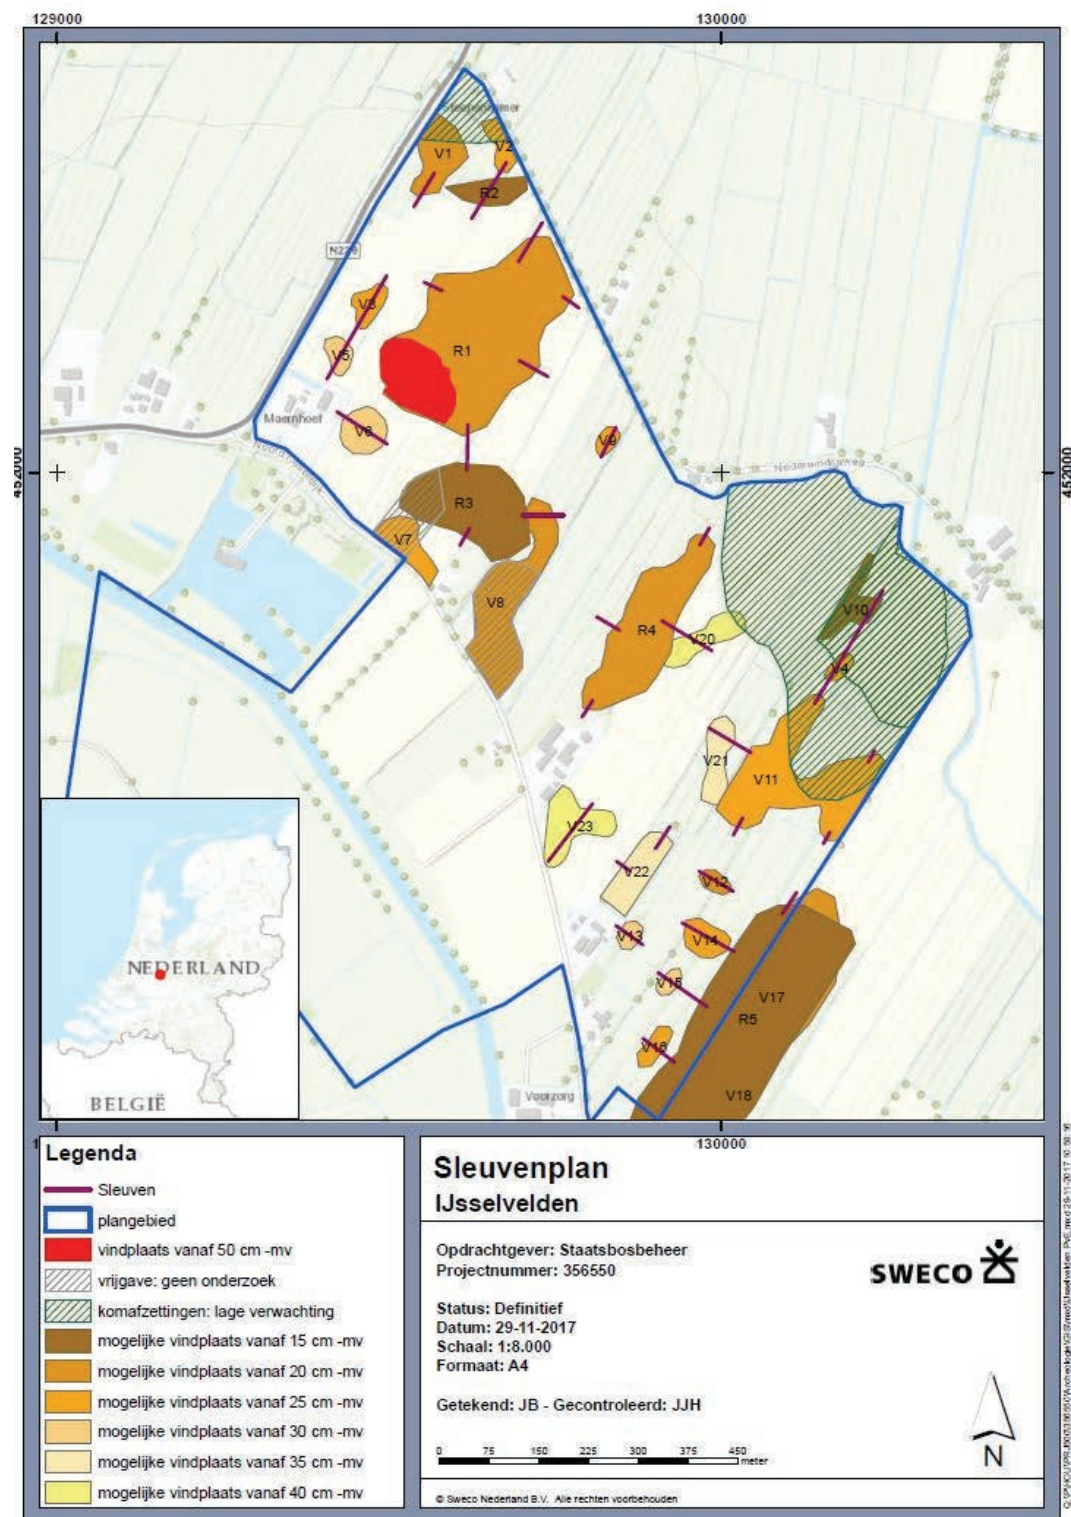 129000
130000
Maernhoef
V1
V2
R2
V3
R1
V5
V6
V9
452000
452000
R3
V7
V8
R4
V20
V10
V4
V21
V11
V23
V22
V12
V13
V14
V15
V17
R5
V16
V18
Voorzorg
NEDERLAND
BELGIË
130000
Legenda
Sleuven
plangebied
vindplaats vanaf 50 cm -mv
vrijgave: geen onderzoek
komafzettingen: lage verwachting
mogelijke vindplaats vanaf 15 cm -mv
mogelijke vindplaats vanaf 20 cm -mv
mogelijke vindplaats vanaf 25 cm -mv
mogelijke vindplaats vanaf 30 cm -mv
mogelijke vindplaats vanaf 35 cm -mv
mogelijke vindplaats vanaf 40 cm -mv
Sleuvenplan
IJsselvelden
Opdrachtgever: Staatsbosbeheer
Projectnummer: 356550
SWECO
Status: Definitief
Datum: 29-11-2017
Schaal: 1:8.000
Formaat: A4
Getekend: JB - Gecontroleerd: JJH
0 75 150 225 300 375 450
meter
N
© Sweco Nederland B.V. Alle rechten voorbehouden